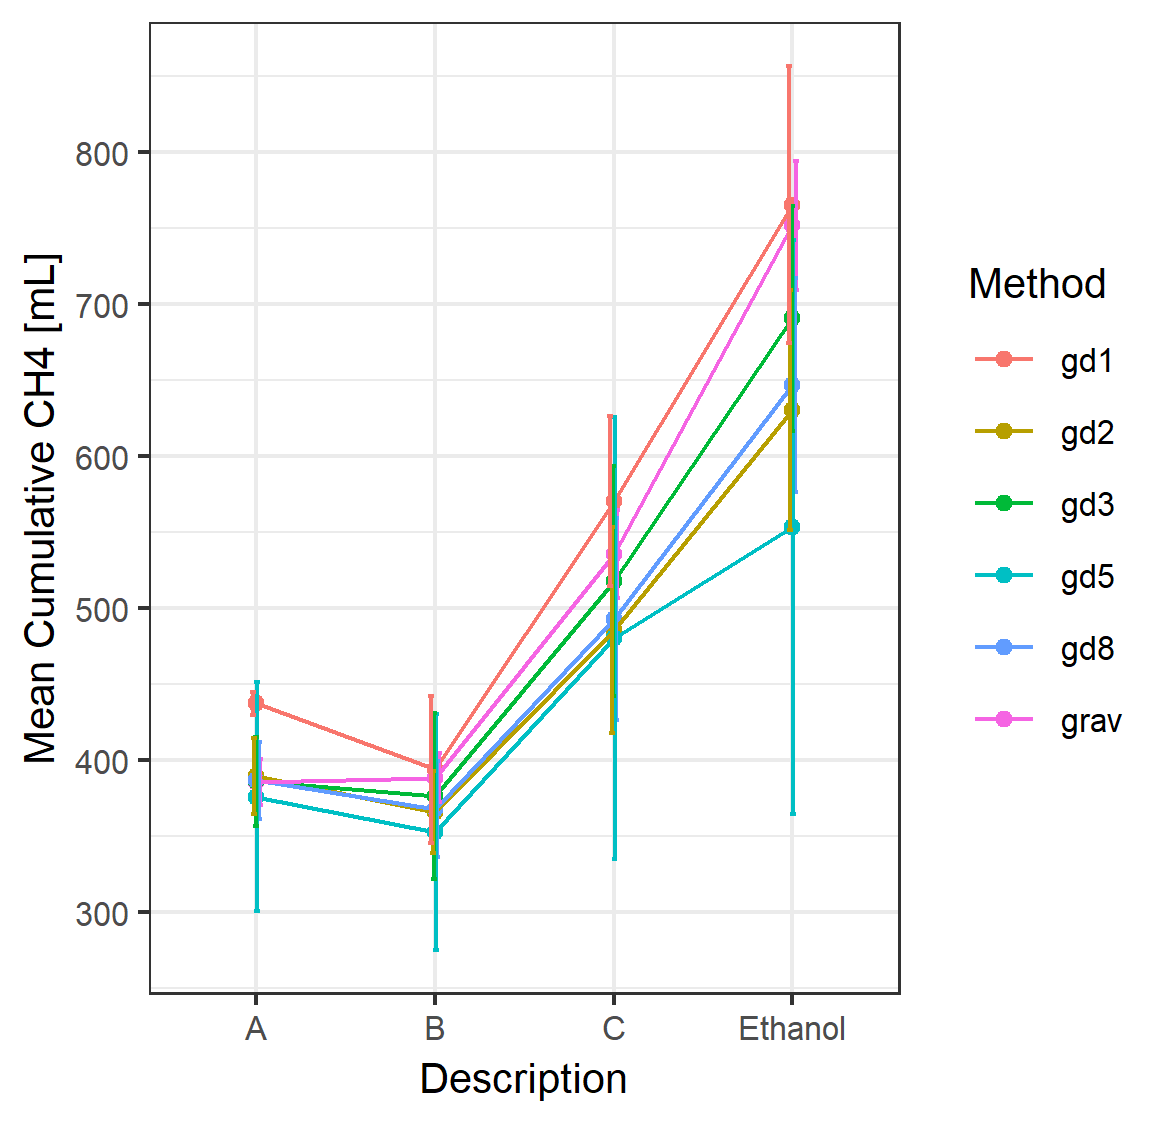 Mean Cumulative CH4 [mL]
800
700
600
500
400
300
A B C Ethanol
Description
Method
gd1
gd2
gd3
gd5
gd8
grav